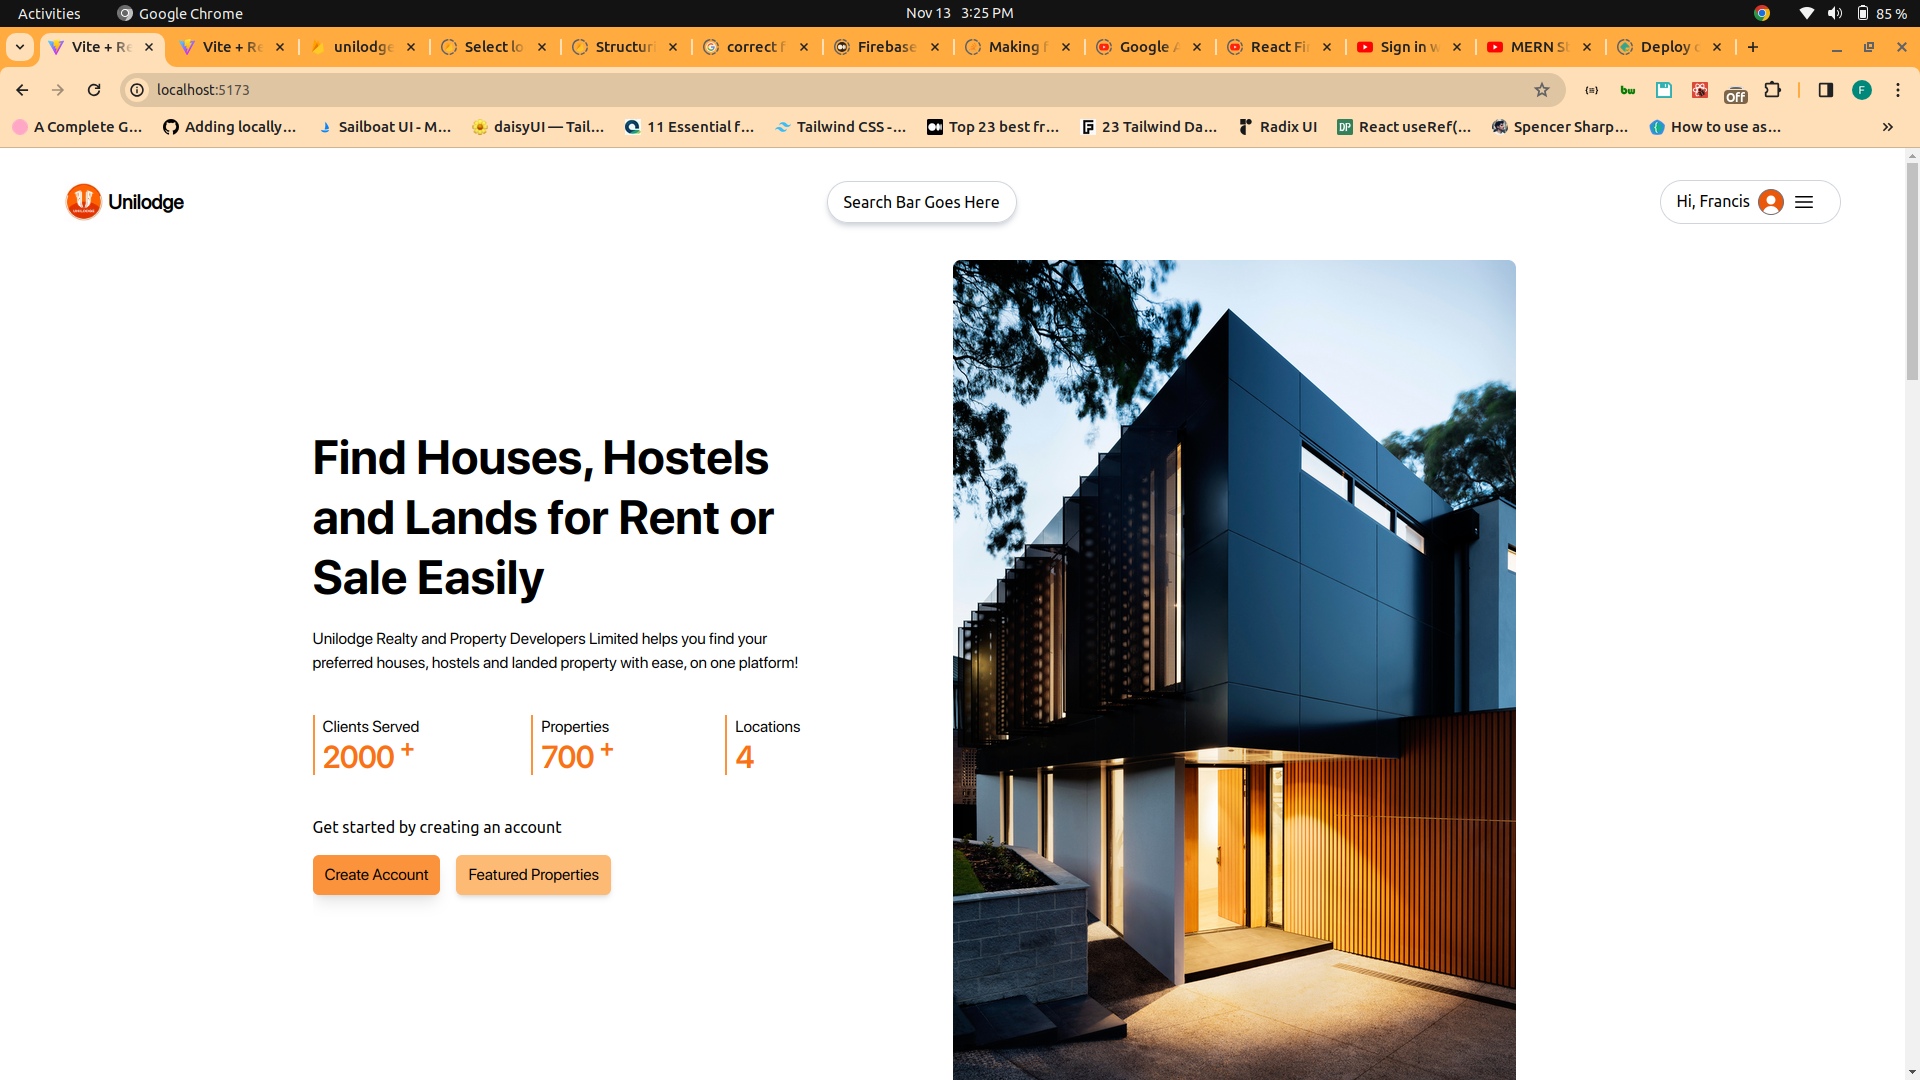 Activities Google Chrome Nov 13 3:25 PM 85 %
Vite + Re Vite + Re unilodge Select lo Structuri correct f Firebase Making f Google A React Fi Sign in w MERN S Deploy
localhost:5173 bw Off F
A Complete G... Adding locally... Sailboat UI - M... daisyUI — Tail... 11 Essential f... Tailwind CSS -... Top 23 best fr... 23 Tailwind Da... Radix UI DP React useRef(... Spencer Sharp... How to use as... »
Unilodge Search Bar Goes Here Hi, Francis
Find Houses, Hostels
and Lands for Rent or
Sale Easily
Unilodge Realty and Property Developers Limited helps you find your
preferred houses, hostels and landed property with ease, on one platform!
Clients Served Properties Locations
2000 + 700 + 4
Get started by creating an account
Create Account Featured Properties